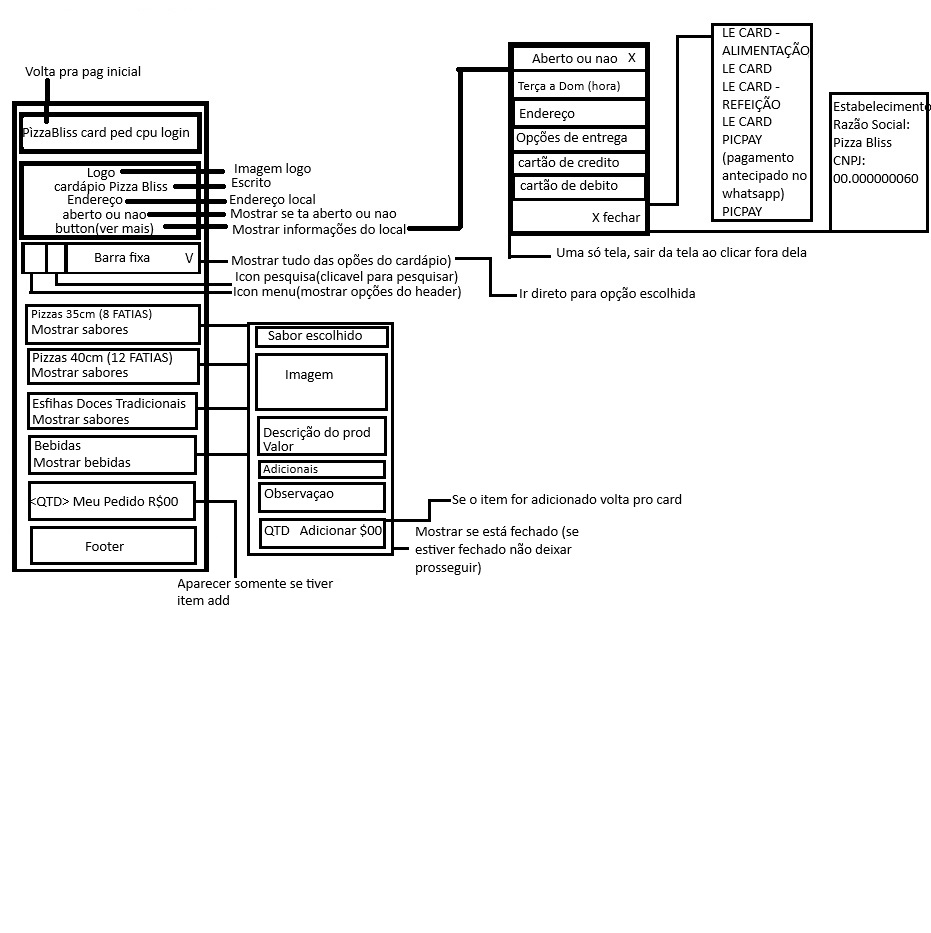 Volta pra pag inicial
PizzaBliss card ped cpu login
Logo
cardápio Pizza Bliss
Endereço
aberto ou nao
button(ver mais)
Imagem logo
Escrito
Endereço local
Mostrar se ta aberto ou nao
Mostrar informações do local
Barra fixa V
Mostrar tudo das opões do cardápio)
Icon pesquisa(clicavel para pesquisar)
Icon menu(mostrar opções do header)
Ir direto para opção escolhida
Pizzas 35cm (8 FATIAS)
Mostrar sabores
Pizzas 40cm (12 FATIAS)
Mostrar sabores
Esfihas Doces Tradicionais
Mostrar sabores
Bebidas
Mostrar bebidas
<QTD> Meu Pedido R$00
Footer
Aparecer somente se tiver
item add
Sabor escolhido
Imagem
Descrição do prod
Valor
Adicionais
Observaçao
QTD Adicionar $00
Se o item for adicionado volta pro card
Mostrar se está fechado (se
estiver fechado não deixar
prosseguir)
Aberto ou nao X
Terça a Dom (hora)
Endereço
Opções de entrega
cartão de credito
cartão de debito
X fechar
Uma só tela, sair da tela ao clicar fora dela
LE CARD -
ALIMENTAÇÃO
LE CARD
LE CARD -
REFEIÇÃO
LE CARD
PICPAY
(pagamento
antecipado no
whatsapp)
PICPAY
Estabelecimento
Razão Social:
Pizza Bliss
CNPJ:
00.000000060